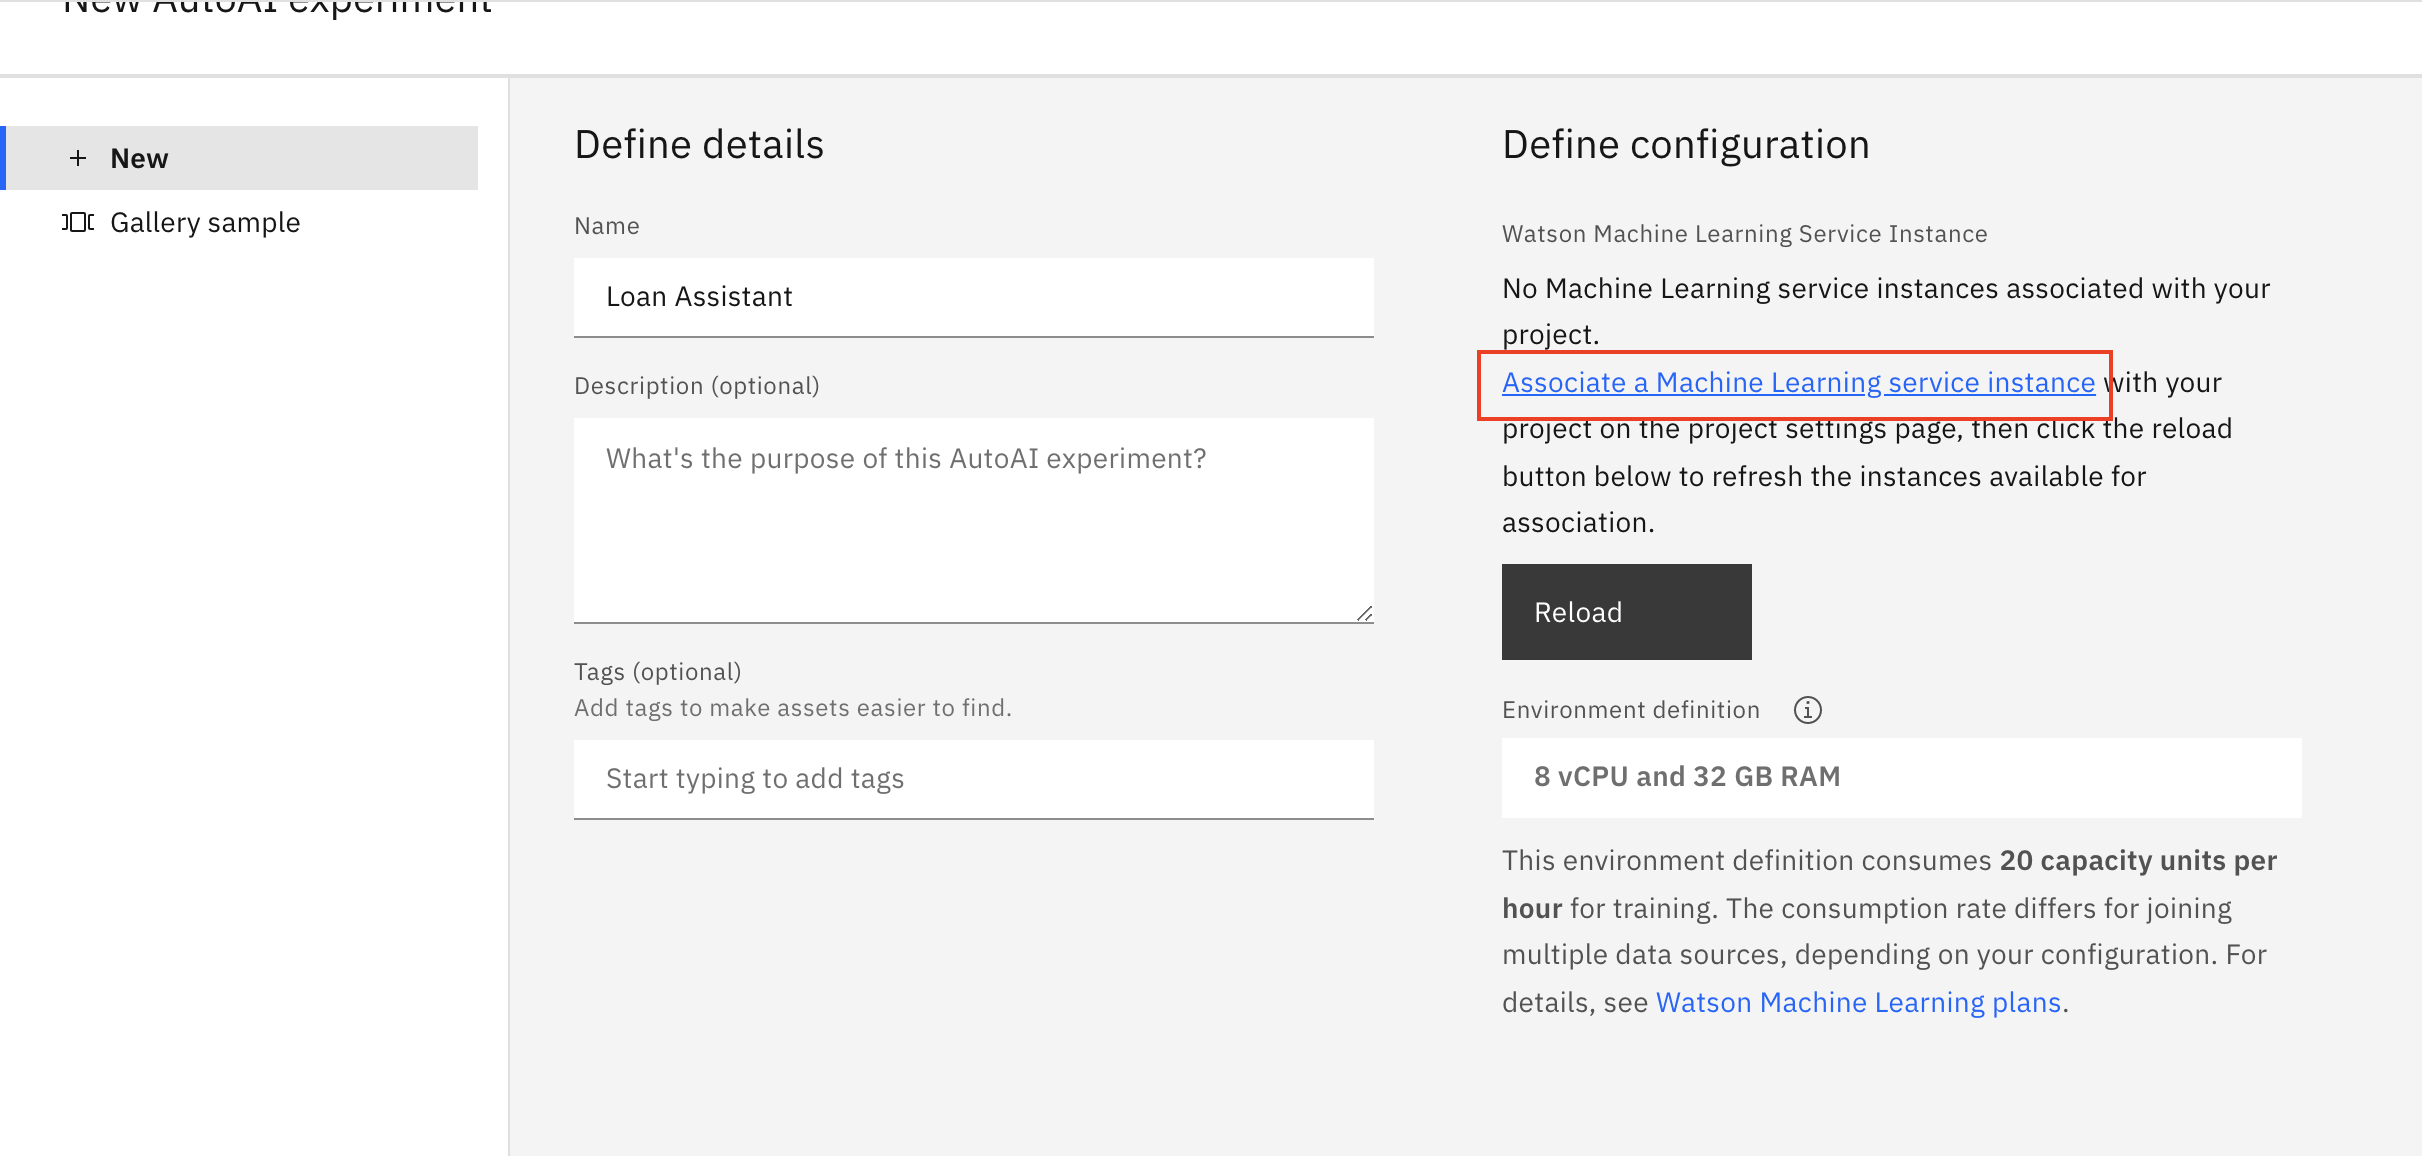 New AutoAI experiment
New
Gallery sample
Define details
Name
Loan Assistant
Description (optional)
What's the purpose of this AutoAI experiment?
Tags (optional)
Add tags to make assets easier to find.
Start typing to add tags
Define configuration
Watson Machine Learning Service Instance
No Machine Learning service instances associated with your
project.
Associate a Machine Learning service instance with your
project on the project settings page, then click the reload
button below to refresh the instances available for
association.
Reload
Environment definition
8 vCPU and 32 GB RAM
This environment definition consumes 20 capacity units per
hour for training. The consumption rate differs for joining
multiple data sources, depending on your configuration. For
details, see Watson Machine Learning plans.